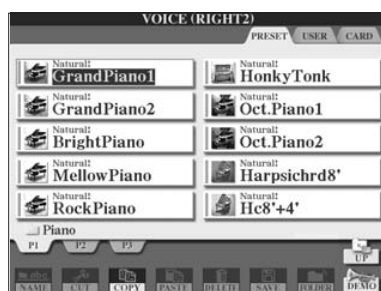 VOICE (RIGHT2)
PRESET USER CARD
Natural! Natural!
GrandPiano1 HonkyTonk
Natural! Natural!
GrandPiano2 Oct.Piano1
Natural! Natural!
BrightPiano Oct.Piano2
Natural! Natural!
MellowPiano Harpsichrd8'
Natural! Natural!
RockPiano Hc8'+4'
Piano
P1 P2 P3 UP
NAME CUT COPY PASTE DELETE SAVE FOLDER DEMO